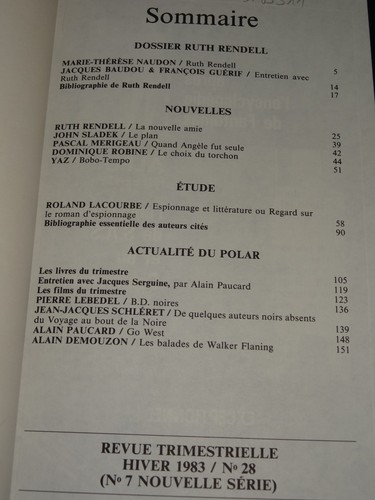 Sommaire
DOSSIER RUTH RENDELL
MARIE-THÉRÈSE NAUDON / Ruth Rendell 5
JACQUES BAUDOU & FRANÇOIS GUÉRIF / Entretien avec
Ruth Rendell 14
Bibliographie de Ruth Rendell 17
NOUVELLES
RUTH RENDELL / La nouvelle amie 25
JOHN SLADEK / Le plan 39
PASCAL MERIGEAU / Quand Angèle fut seule 42
DOMINIQUE ROBINE / Le choix du torchon 44
YAZ / Bobo-Tempo 51
ÉTUDE
ROLAND LACOURBE / Espionnage et littérature ou Regard sur
le roman d'espionnage 58
Bibliographie essentielle des auteurs cités 90
ACTUALITÉ DU POLAR
Les livres du trimestre 105
Entretien avec Jacques Serguine, par Alain Paucard 119
Les films du trimestre 123
PIERRE LEBEDEL / B.D. noires 136
JEAN-JACQUES SCHLÉRET / De quelques auteurs noirs absents
du Voyage au bout de la Noire 139
ALAIN PAUCARD / Go West 148
ALAIN DEMOUZON / Les balades de Walker Flaning 151
REVUE TRIMESTRIELLE
HIVER 1983 / No 28
(No 7 NOUVELLE SÉRIE)